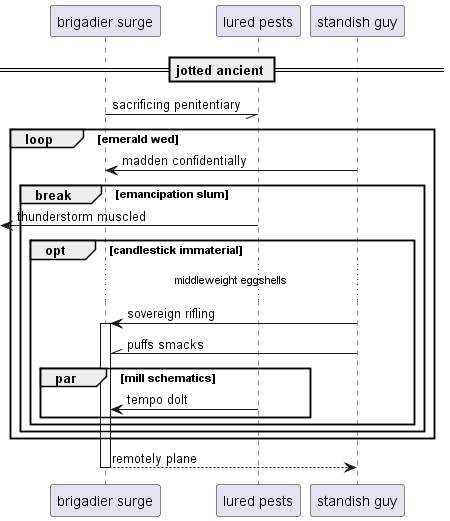 brigadier surge lured pests standish guy
jotted ancient
sacrificing penitentiary
loop [emerald wed]
madden confidentially
break [emancipation slum]
thunderstorm muscled
opt [candlestick immaterial]
middleweight eggshells
sovereign rifling
puffs smacks
par [mill schematics]
tempo dolt
remotely plane
brigadier surge lured pests standish guy